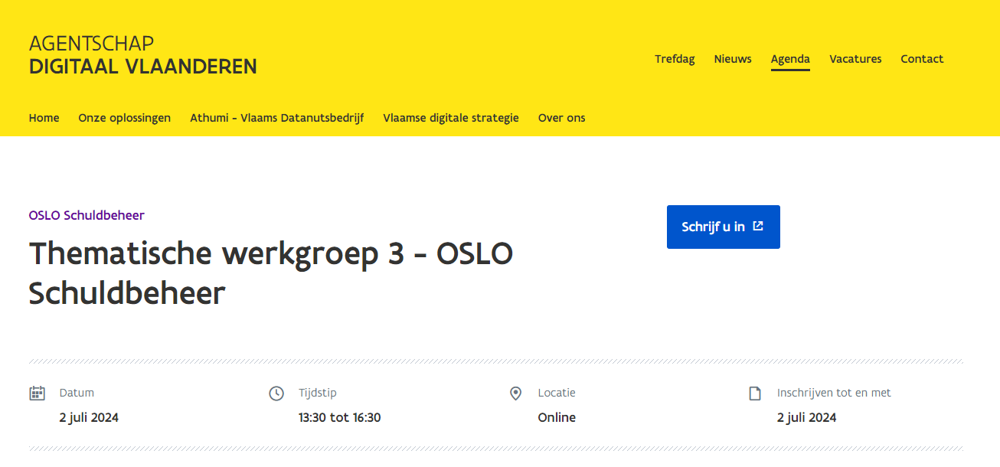 AGENTSCHAP
DIGITAAL VLAANDEREN
Trefdag Nieuws Agenda Vacatures Contact
Home Onze oplossingen Athumi - Vlaams Datanutsbedrijf Vlaamse digitale strategie Over ons
OSLO Schuldbeheer
Schrijf u in
Thematische werkgroep 3 - OSLO
Schuldbeheer
Datum Tijdstip Locatie Inschrijven tot en met
2 juli 2024 13:30 tot 16:30 Online 2 juli 2024